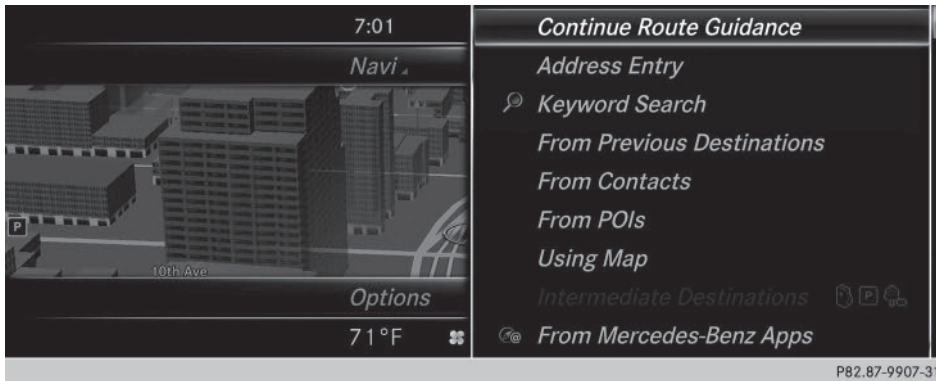 7:01
Navi
P
10th Ave
Options
71°F
Continue Route Guidance
Address Entry
Keyword Search
From Previous Destinations
From Contacts
From POIs
Using Map
Intermediate Destinations P
@ From Mercedes-Benz Apps
P82.87-9907-31